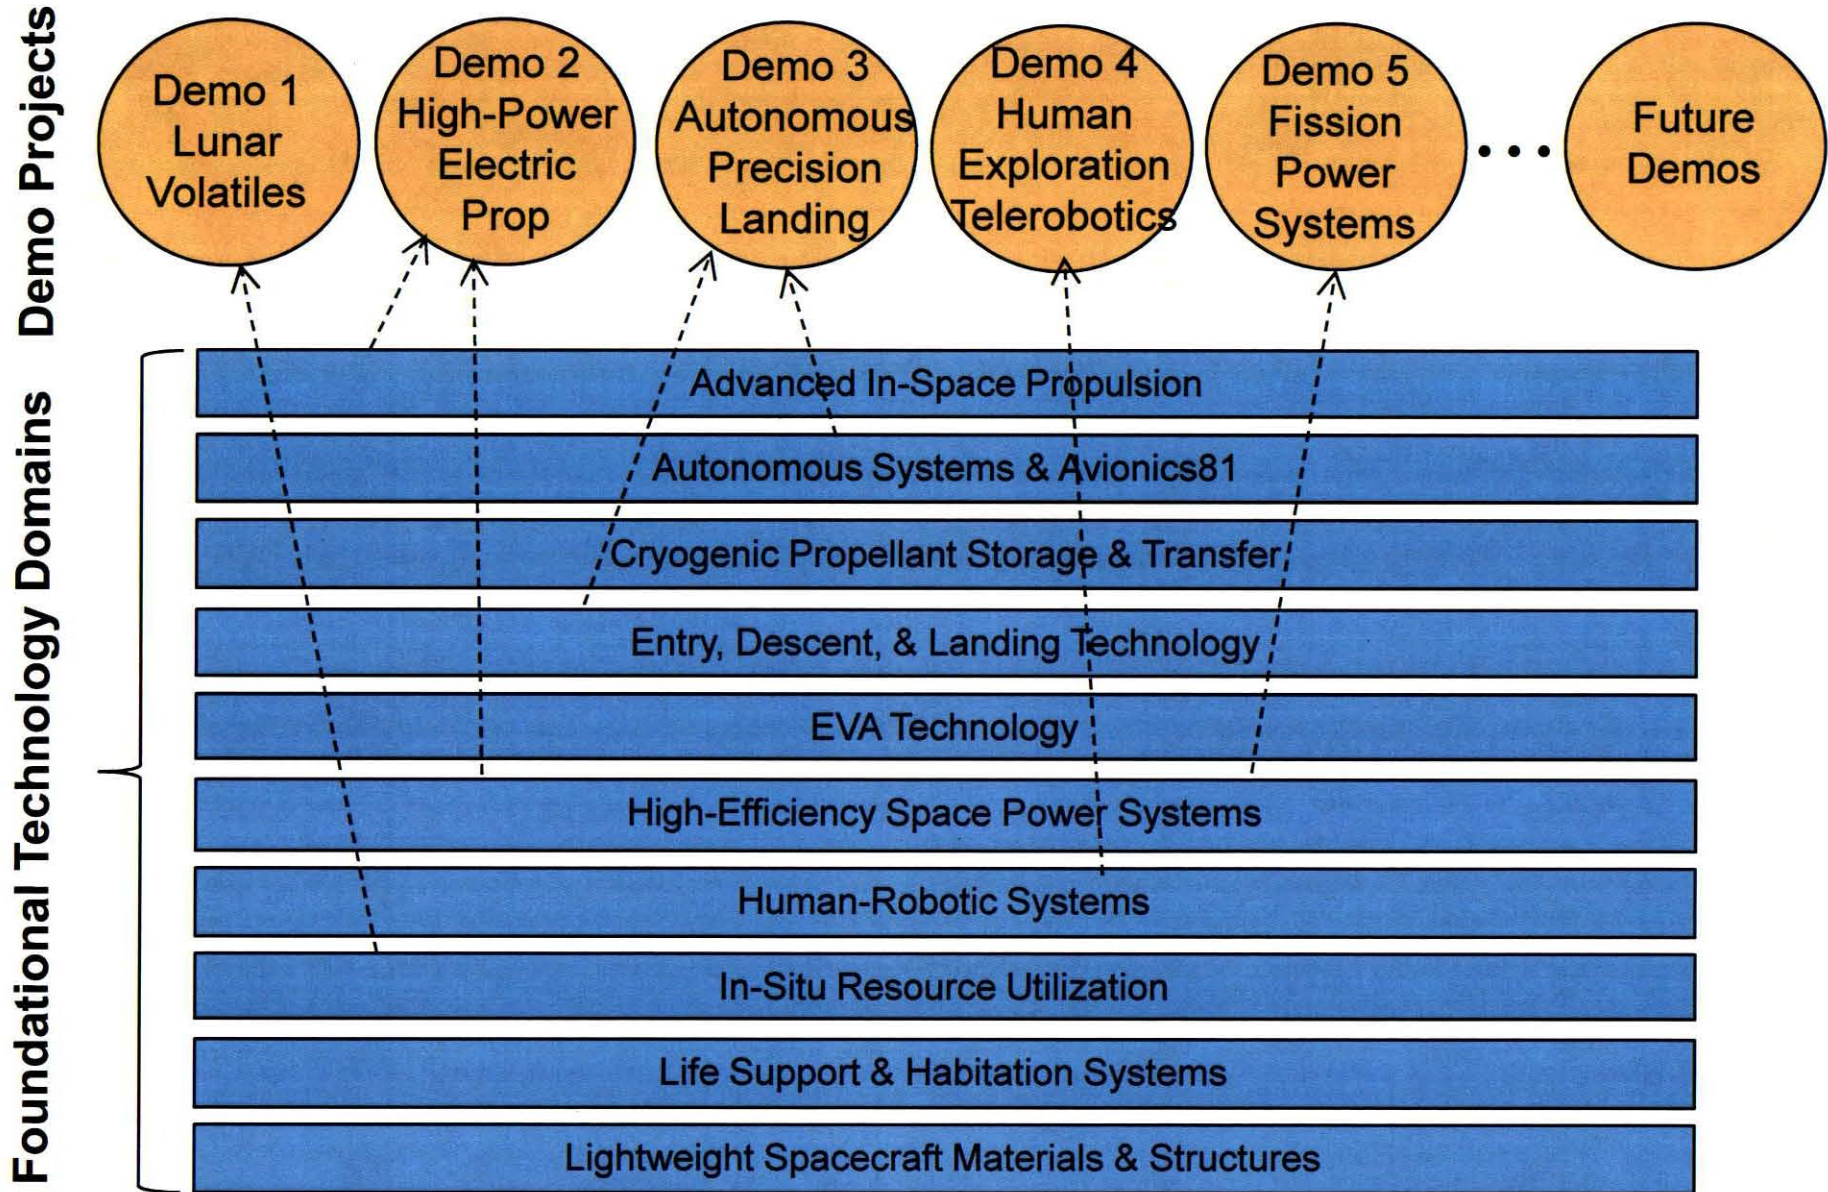 Demo Projects
Demo 1
Lunar
Volatiles
Demo 2
High-Power
Electric
Prop
Demo 3
Autonomous
Precision
Landing
Demo 4
Human
Exploration
Telerobotics
Demo 5
Fission
Power
Systems
• • •
Future
Demos
Foundational Technology Domains
Advanced In-Space Propulsion
Autonomous Systems & Avionics81
Cryogenic Propellant Storage & Transfer
Entry, Descent, & Landing Technology
EVA Technology
High-Efficiency Space Power Systems
Human-Robotic Systems
In-Situ Resource Utilization
Life Support & Habitation Systems
Lightweight Spacecraft Materials & Structures